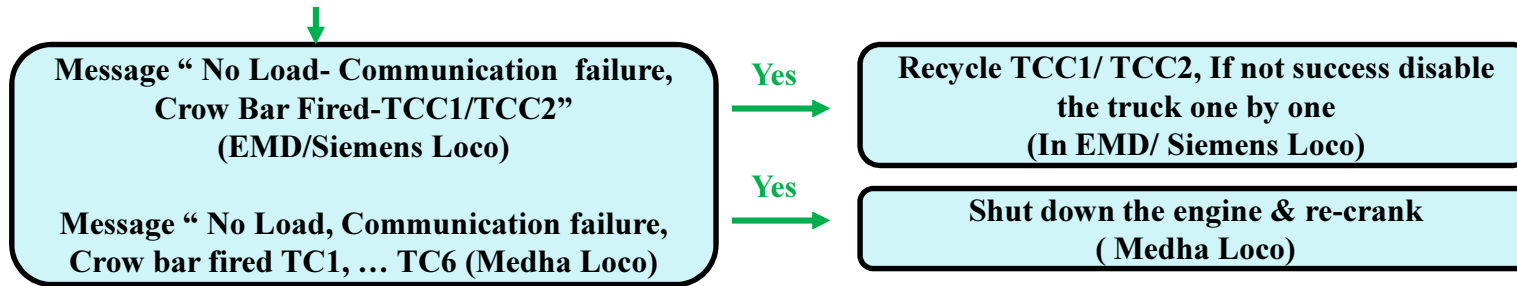 Message “ No Load- Communication failure,
Crow Bar Fired-TCC1/TCC2”
(EMD/Siemens Loco)
Message “ No Load, Communication failure,
Crow bar fired TC1, … TC6 (Medha Loco)
Yes
Recycle TCC1/ TCC2, If not success disable
the truck one by one
(In EMD/ Siemens Loco)
Yes
Shut down the engine & re-crank
( Medha Loco)